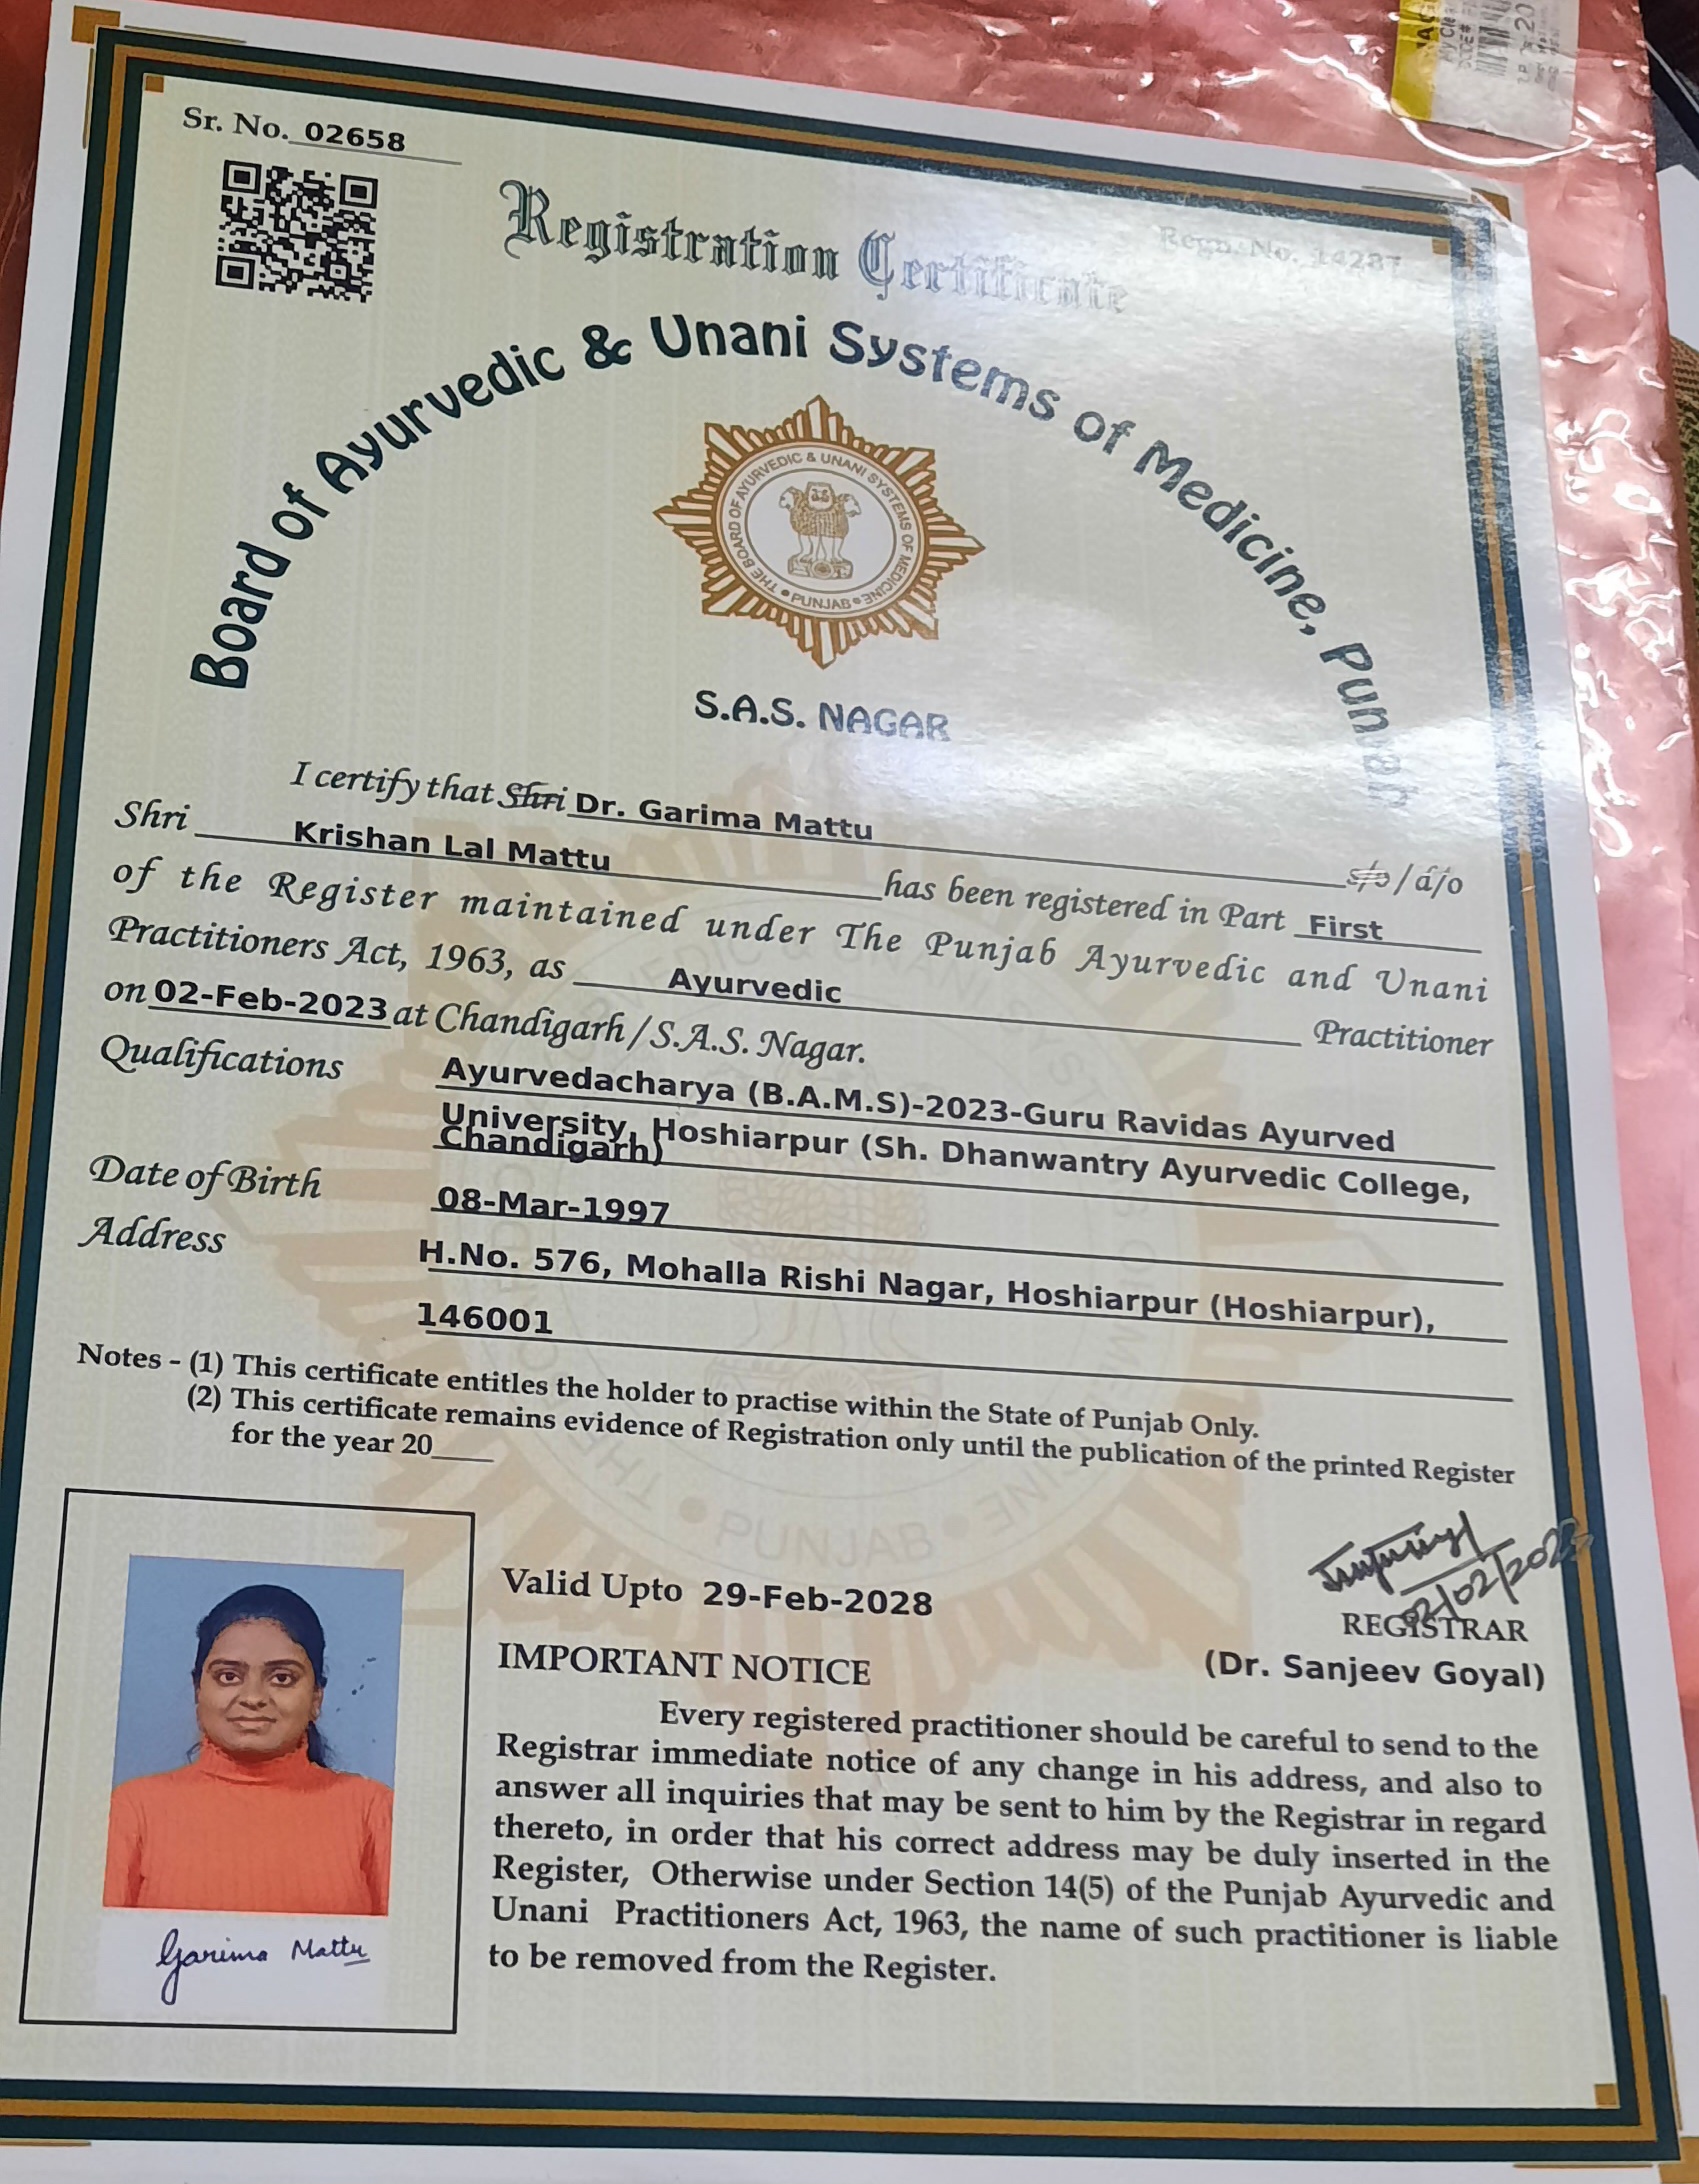 Sr. No. 02658
Registration Certificate
Regn. No. 14287
Board of Ayurvedic & Unani Systems of Medicine, Punjab
THE BOARD OF AYURVEDIC & UNANI SYSTEMS OF MEDICINE • PUNJAB •
S.A.S. NAGAR
I certify that Shri Dr. Garima Mattu s/o / d/o
Shri Krishan Lal Mattu has been registered in Part First
of the Register maintained under The Punjab Ayurvedic and Unani
Practitioners Act, 1963, as Ayurvedic Practitioner
on 02-Feb-2023 at Chandigarh/S.A.S. Nagar.
Qualifications Ayurvedacharya (B.A.M.S)-2023-Guru Ravidas Ayurved
University, Hoshiarpur (Sh. Dhanwantry Ayurvedic College,
Chandigarh)
Date of Birth 08-Mar-1997
Address H.No. 576, Mohalla Rishi Nagar, Hoshiarpur (Hoshiarpur),
146001
Notes - (1) This certificate entitles the holder to practise within the State of Punjab Only.
(2) This certificate remains evidence of Registration only until the publication of the printed Register
for the year 20____
• PUNJAB •
Valid Upto 29-Feb-2028
02/02/2023
REGISTRAR
(Dr. Sanjeev Goyal)
IMPORTANT NOTICE
Every registered practitioner should be careful to send to the
Registrar immediate notice of any change in his address, and also to
answer all inquiries that may be sent to him by the Registrar in regard
thereto, in order that his correct address may be duly inserted in the
Register, Otherwise under Section 14(5) of the Punjab Ayurvedic and
Unani Practitioners Act, 1963, the name of such practitioner is liable
to be removed from the Register.
Garima Mattu